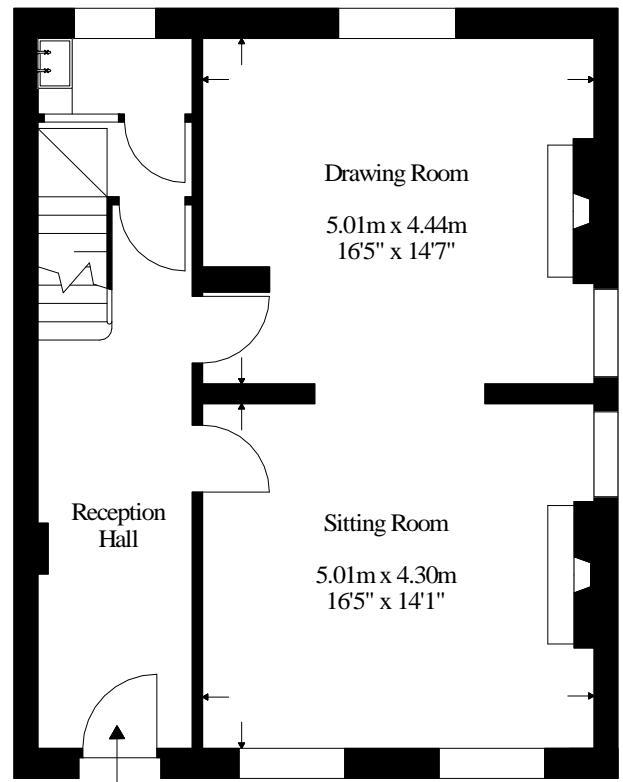 Drawing Room
5.01m x 4.44m
16'5" x 14'7"
Reception
Hall
Sitting Room
5.01m x 4.30m
16'5" x 14'1"